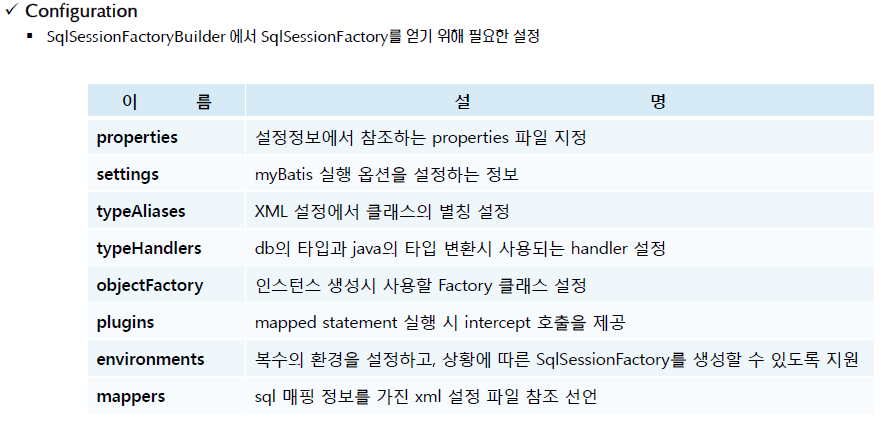 ✓ Configuration
▪ SqlSessionFactoryBuilder 에서 SqlSessionFactory를 얻기 위해 필요한 설정
이 름 설 명
properties 설정정보에서 참조하는 properties 파일 지정
settings myBatis 실행 옵션을 설정하는 정보
typeAliases XML 설정에서 클래스의 별칭 설정
typeHandlers db의 타입과 java의 타입 변환시 사용되는 handler 설정
objectFactory 인스턴스 생성시 사용할 Factory 클래스 설정
plugins mapped statement 실행 시 intercept 호출을 제공
environments 복수의 환경을 설정하고, 상황에 따른 SqlSessionFactory를 생성할 수 있도록 지원
mappers sql 매핑 정보를 가진 xml 설정 파일 참조 선언